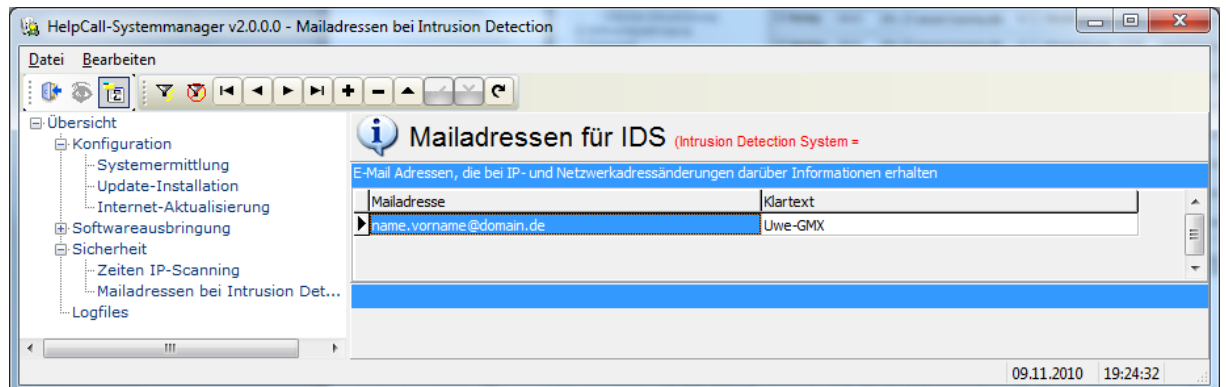 HelpCall-Systemmanager v2.0.0.0 - Mailadressen bei Intrusion Detection
Datei Bearbeiten
Übersicht
Konfiguration
Systemermittlung
Update-Installation
Internet-Aktualisierung
Softwareausbringung
Sicherheit
Zeiten IP-Scanning
Mailadressen bei Intrusion Det...
Logfiles
Mailadressen für IDS (Intrusion Detection System =
E-Mail Adressen, die bei IP- und Netzwerkadressänderungen darüber Informationen erhalten
Mailadresse Klartext
name.vorname@domain.de Uwe-GMX
09.11.2010 19:24:32